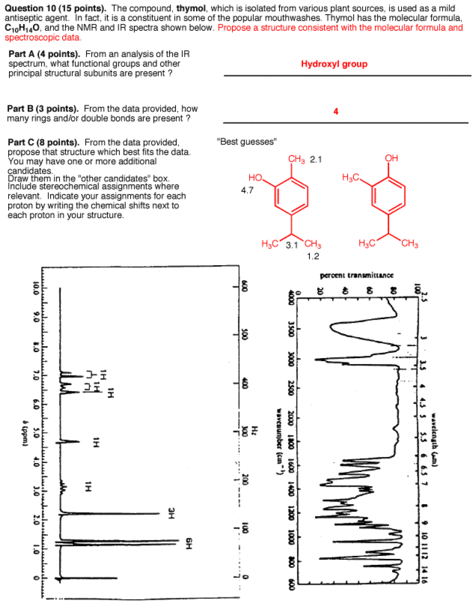 Question 10 (15 points). The compound, thymol, which is isolated from various plant sources, is used as a mild
antiseptic agent. In fact, it is a constituent in some of the popular mouthwashes. Thymol has the molecular formula,
C10H14O, and the NMR and IR spectra shown below. Propose a structure consistent with the molecular formula and
spectroscopic data.
Part A (4 points). From an analysis of the IR
spectrum, what functional groups and other
principal structural subunits are present ?
Hydroxyl group
Part B (3 points). From the data provided, how
many rings and/or double bonds are present ?
4
Part C (8 points). From the data provided,
propose that structure which best fits the data.
You may have one or more additional
candidates.
Draw them in the "other candidates" box.
Include stereochemical assignments where
relevant. Indicate your assignments for each
proton by writing the chemical shifts next to
each proton in your structure.
"Best guesses"
CH3 2.1
HO
4.7
H3C 3.1 CH3
1.2
OH
H3C
H3C CH3
10.0 9.0 8.0 7.0 6.0 5.0 4.0 3.0 2.0 1.0 0
δ (ppm)
600 500 400 300 200 100 0
Hz
1H
1H
1H
1H
1H
3H
6H
percent transmittance
0 20 40 60 80 100
4000 3500 3000 2500 2000 1800 1600 1400 1200 1000 800 600
wavenumber (cm-1)
2.5 3 3.5 4 4.5 5 5.5 6 6.5 7 8 9 10 11 12 14 16
wavelength (μm)